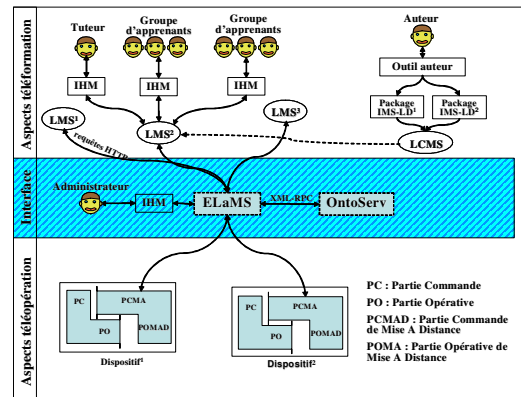 Aspects téléformation
Tuteur
Groupe
d'apprenants
Groupe
d'apprenants
Auteur
IHM
IHM
IHM
Outil auteur
Package
IMS-LD¹
Package
IMS-LD²
LMS¹
LMS²
LMS³
LCMS
requêtes HTTP
Interface
Administrateur
IHM
ELaMS
XML-RPC
OntoServ
Aspects téléopération
PC
PCMA
PO
POMAD
Dispositif¹
PC
PCMA
PO
POMAD
Dispositif²
PC : Partie Commande
PO : Partie Opérative
PCMAD : Partie Commande
de Mise A Distance
POMA : Partie Opérative de
Mise A Distance